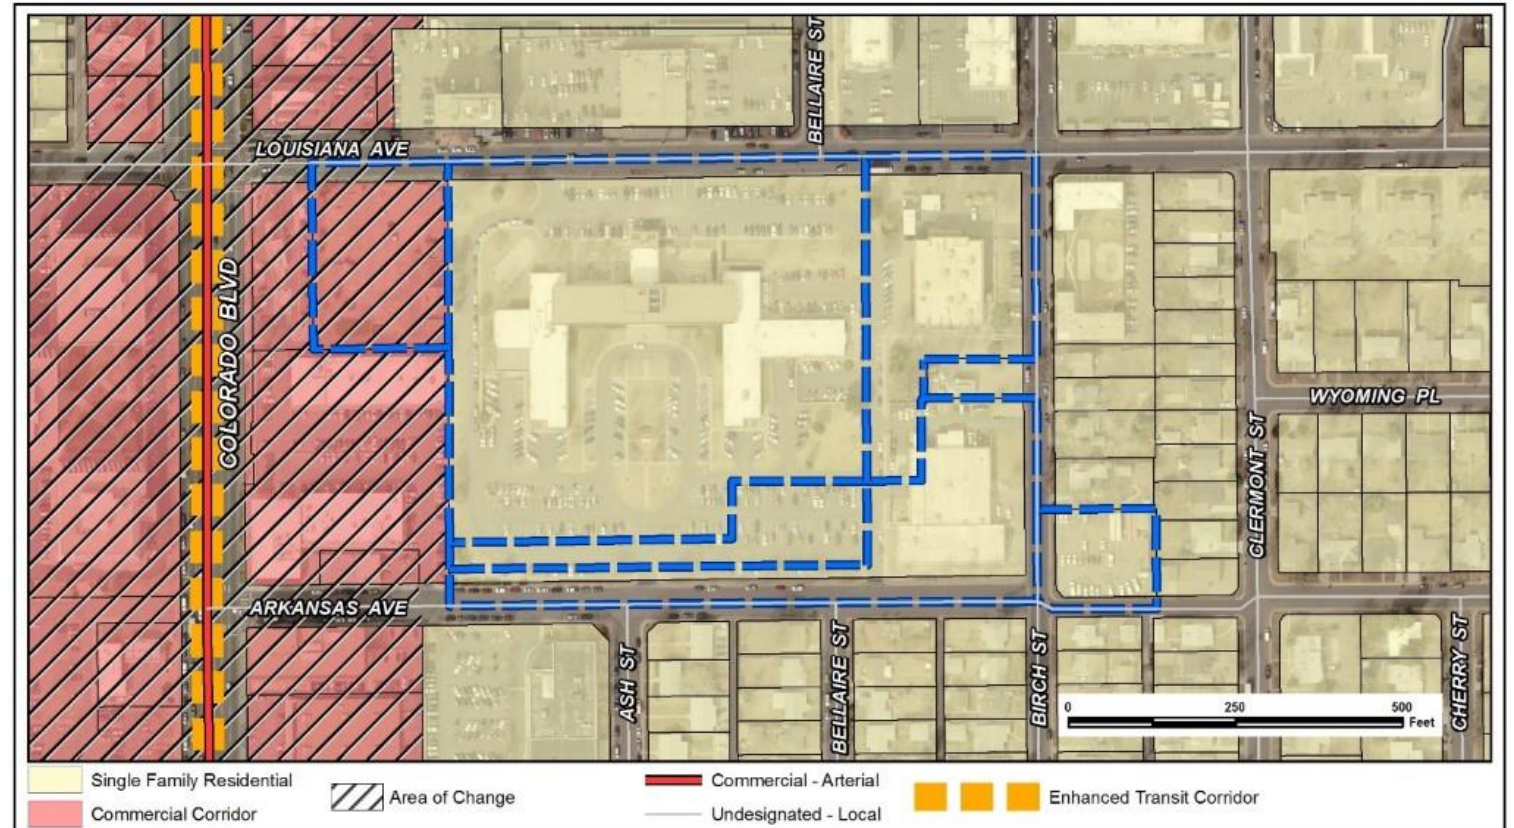 BELLAIRE ST
LOUISIANA AVE
COLORADO BLVD
WYOMING PL
CLERMONT ST
ARKANSAS AVE
ASH ST
BELLAIRE ST
BIRCH ST
CHERRY ST
0 250 500
Feet
Single Family Residential
Commercial Corridor
Area of Change
Commercial - Arterial
Undesignated - Local
Enhanced Transit Corridor